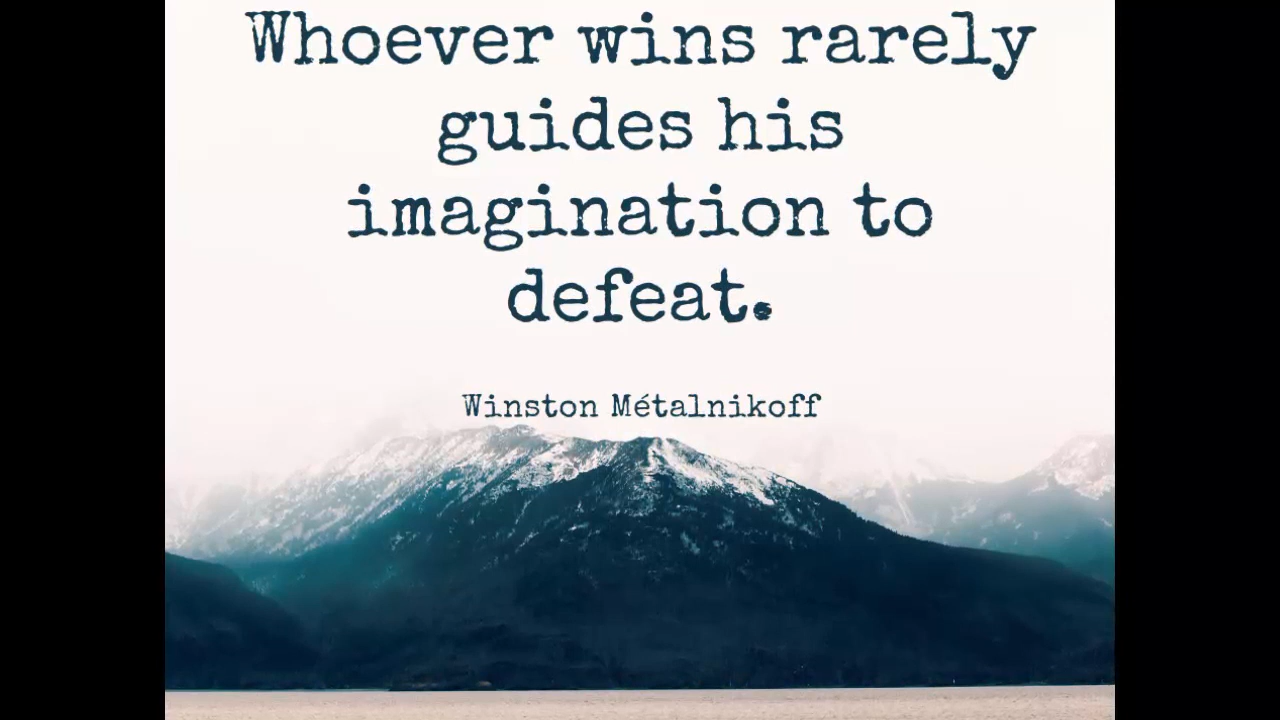 Whoever wins rarely
guides his
imagination to
defeat.
Winston Métalnikoff